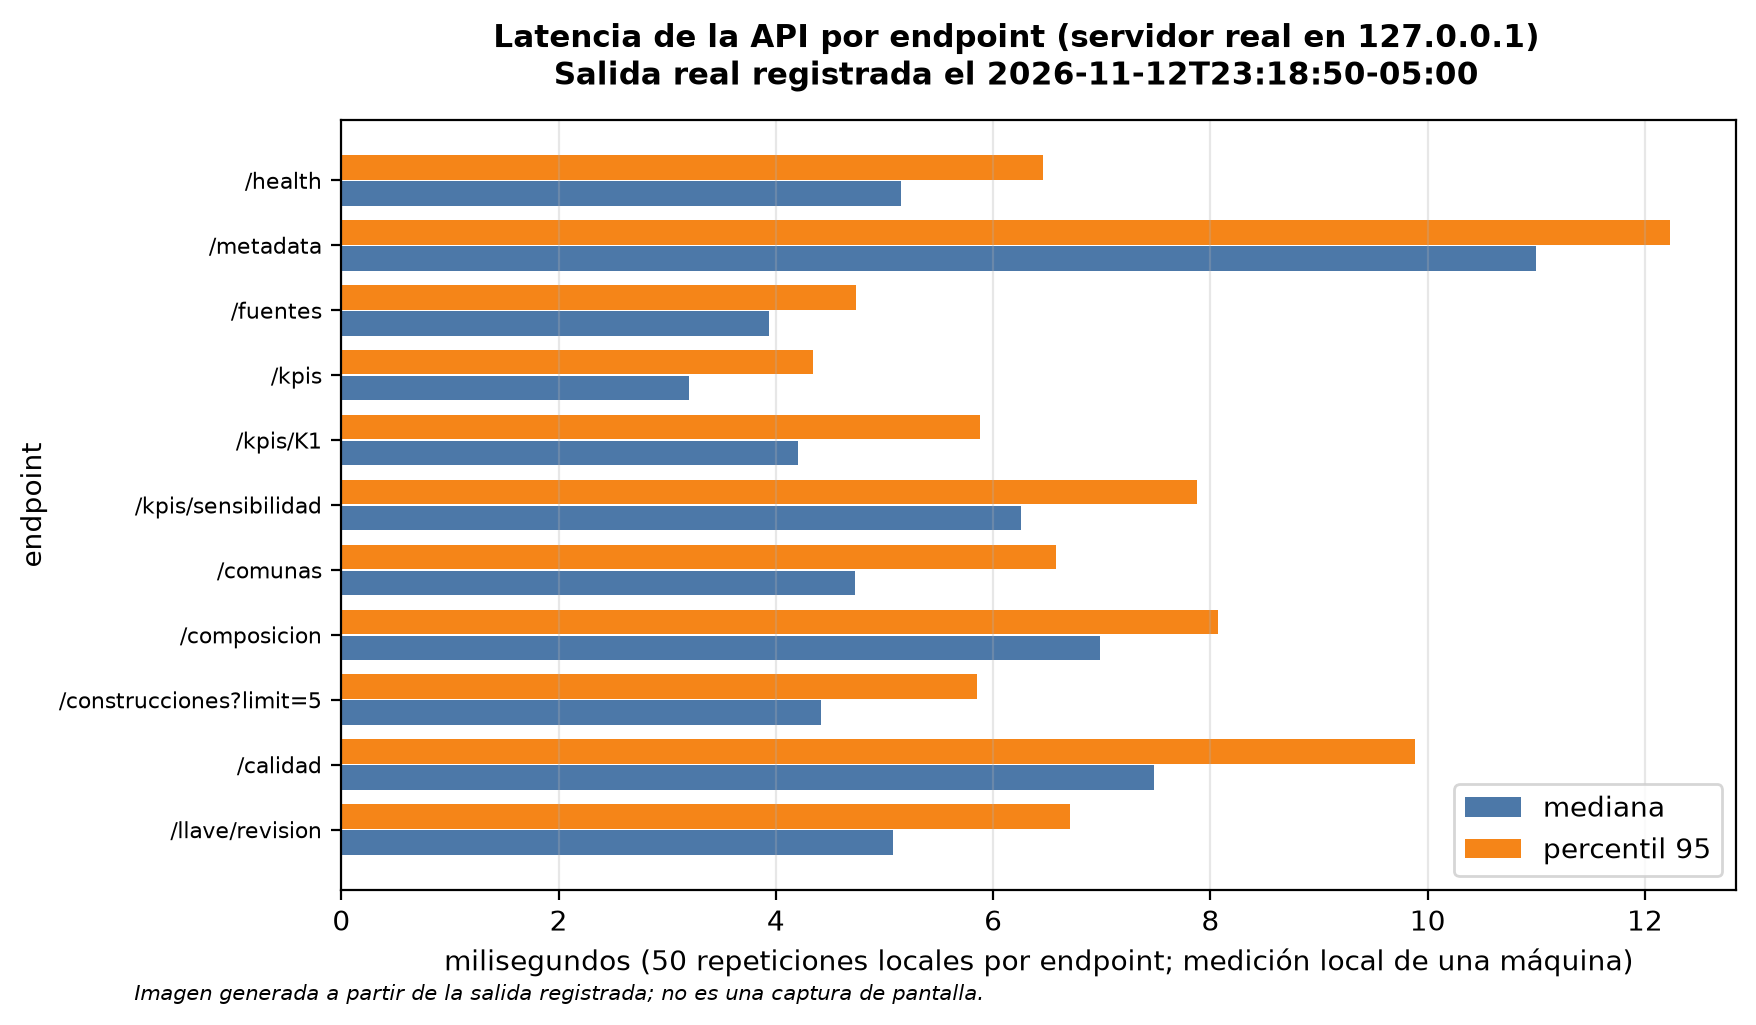 Latencia de la API por endpoint (servidor real en 127.0.0.1)
Salida real registrada el 2026-11-12T23:18:50-05:00
endpoint
/health
/metadata
/fuentes
/kpis
/kpis/K1
/kpis/sensibilidad
/comunas
/composicion
/construcciones?limit=5
/calidad
/llave/revision
mediana
percentil 95
0 2 4 6 8 10 12
milisegundos (50 repeticiones locales por endpoint; medición local de una máquina)
Imagen generada a partir de la salida registrada; no es una captura de pantalla.